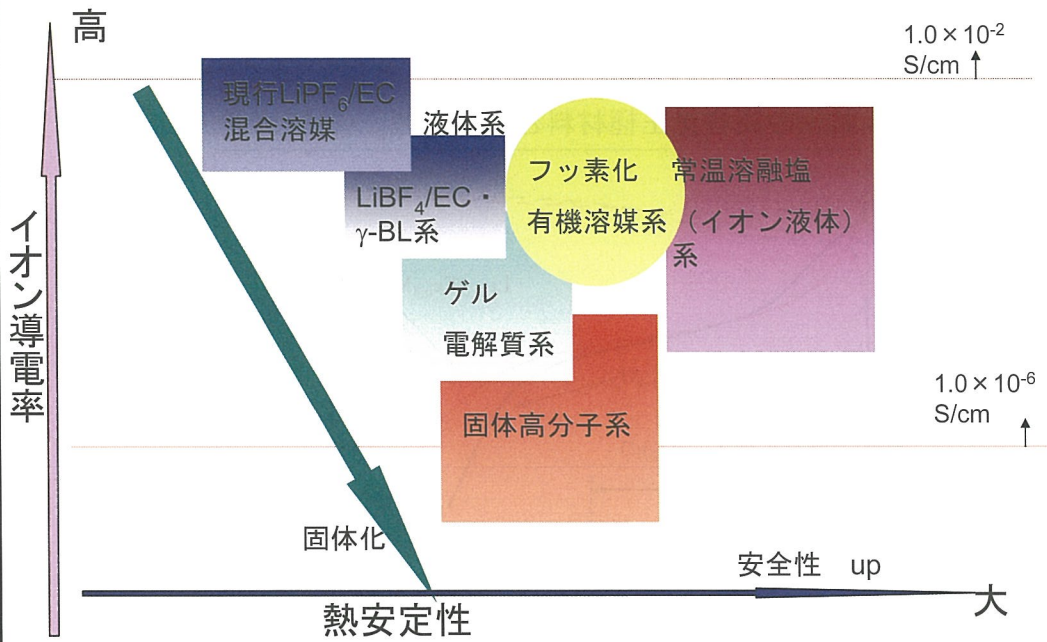 高
1.0×10-2
S/cm
現行LiPF6/EC
混合溶媒
液体系
LiBF4/EC・
γ-BL系
フッ素化
有機溶媒系
常温溶融塩
（イオン液体）
系
ゲル
電解質系
固体高分子系
イオン導電率
1.0×10-6
S/cm
固体化
安全性 up
大
熱安定性